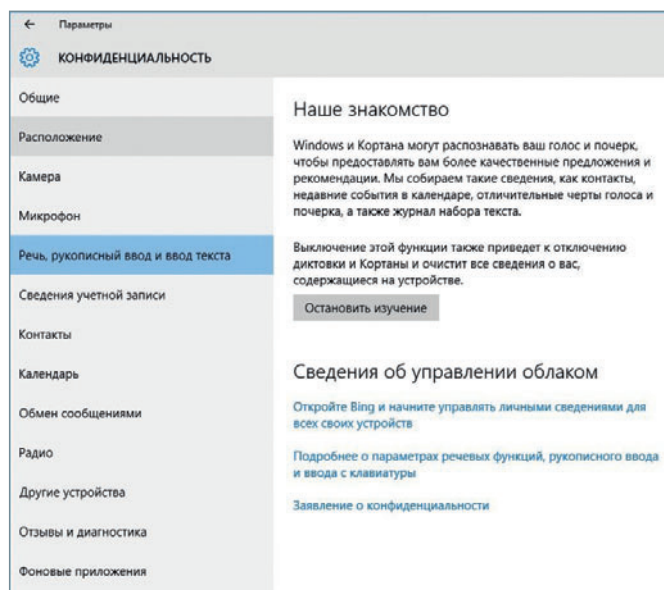 Параметры
КОНФИДЕНЦИАЛЬНОСТЬ
Общие
Расположение
Камера
Микрофон
Речь, рукописный ввод и ввод текста
Сведения учетной записи
Контакты
Календарь
Обмен сообщениями
Радио
Другие устройства
Отзывы и диагностика
Фоновые приложения
Наше знакомство
Windows и Кортана могут распознавать ваш голос и почерк,
чтобы предоставлять вам более качественные предложения и
рекомендации. Мы собираем такие сведения, как контакты,
недавние события в календаре, отличительные черты голоса и
почерка, а также журнал набора текста.
Выключение этой функции также приведет к отключению
диктовки и Кортаны и очистит все сведения о вас,
содержащиеся на устройстве.
Остановить изучение
Сведения об управлении облаком
Откройте Bing и начните управлять личными сведениями для
всех своих устройств
Подробнее о параметрах речевых функций, рукописного ввода
и ввода с клавиатуры
Заявление о конфиденциальности